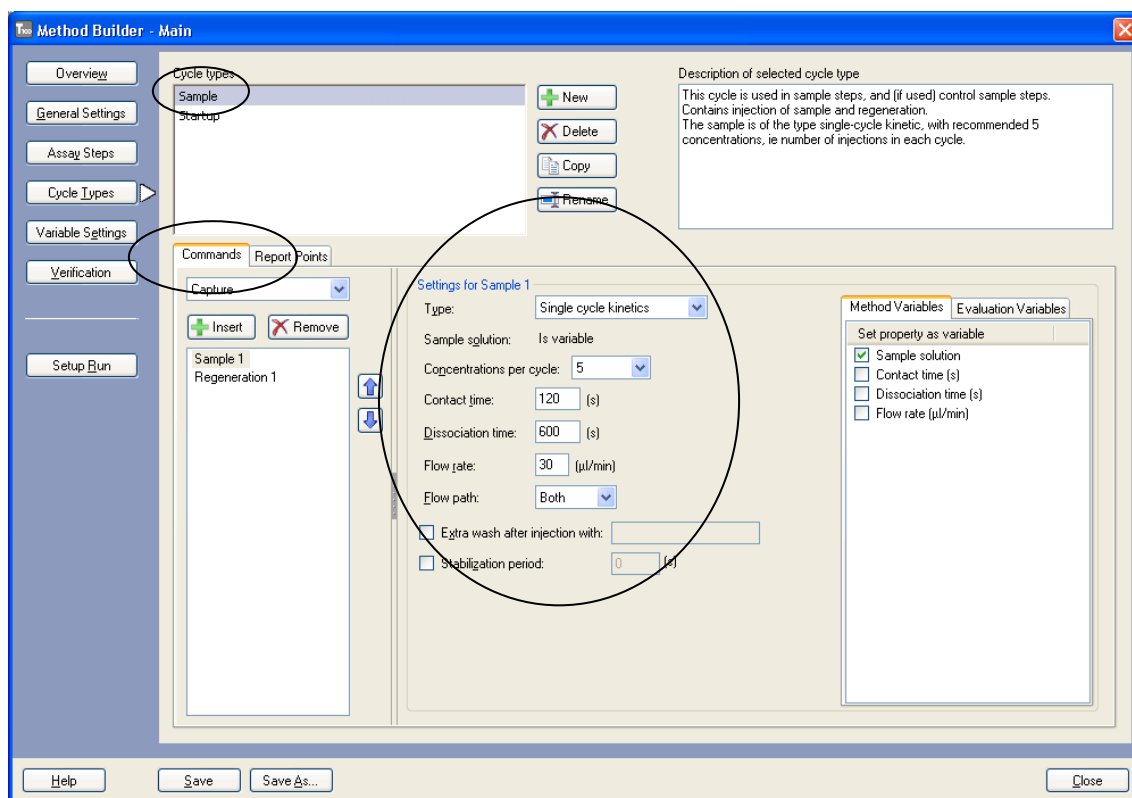 T100 Method Builder - Main
Overview
General Settings
Assay Steps
Cycle Types
Variable Settings
Verification
Setup Run
Cycle types
Sample
Startup
New
Delete
Copy
Rename
Description of selected cycle type
This cycle is used in sample steps, and (if used) control sample steps.
Contains injection of sample and regeneration.
The sample is of the type single-cycle kinetic, with recommended 5
concentrations, ie number of injections in each cycle.
Commands Report Points
Capture
Insert Remove
Sample 1
Regeneration 1
Settings for Sample 1
Type: Single cycle kinetics
Sample solution: Is variable
Concentrations per cycle: 5
Contact time: 120 (s)
Dissociation time: 600 (s)
Flow rate: 30 (µl/min)
Flow path: Both
Extra wash after injection with:
Stabilization period: 0 (s)
Method Variables Evaluation Variables
Set property as variable
Sample solution
Contact time (s)
Dissociation time (s)
Flow rate (µl/min)
Help Save Save As... Close